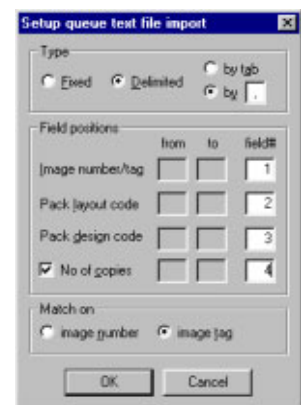 Setup queue text file import
Type
Fixed Delimited by tab
by ,
Field positions
from to field#
Image number/tag 1
Pack layout code 2
Pack design code 3
No of copies 4
Match on
image number image tag
OK Cancel